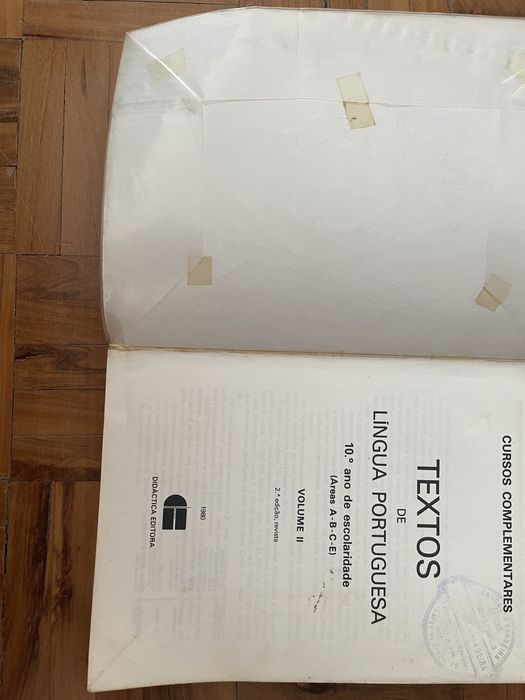 CURSOS COMPLEMENTARES
TEXTOS
DE
LÍNGUA PORTUGUESA
10.º ano de escolaridade
(Áreas A - B - C - E)
VOLUME II
2.ª edição, revista
1980
DIDÁCTICA EDITORA